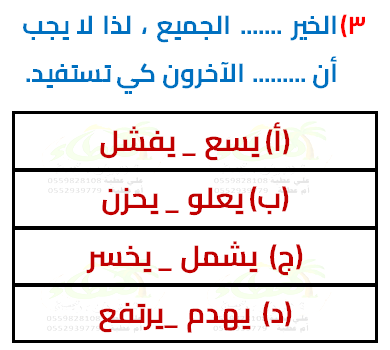 ٣) الخير ....... الجميع ، لذا لا يجب
أن ......... الآخرون كي تستفيد.
(أ) يسع _ يفشل
(ب) يعلو _ يحزن
(ج) يشمل _ يخسر
(د) يهدم _يرتفع